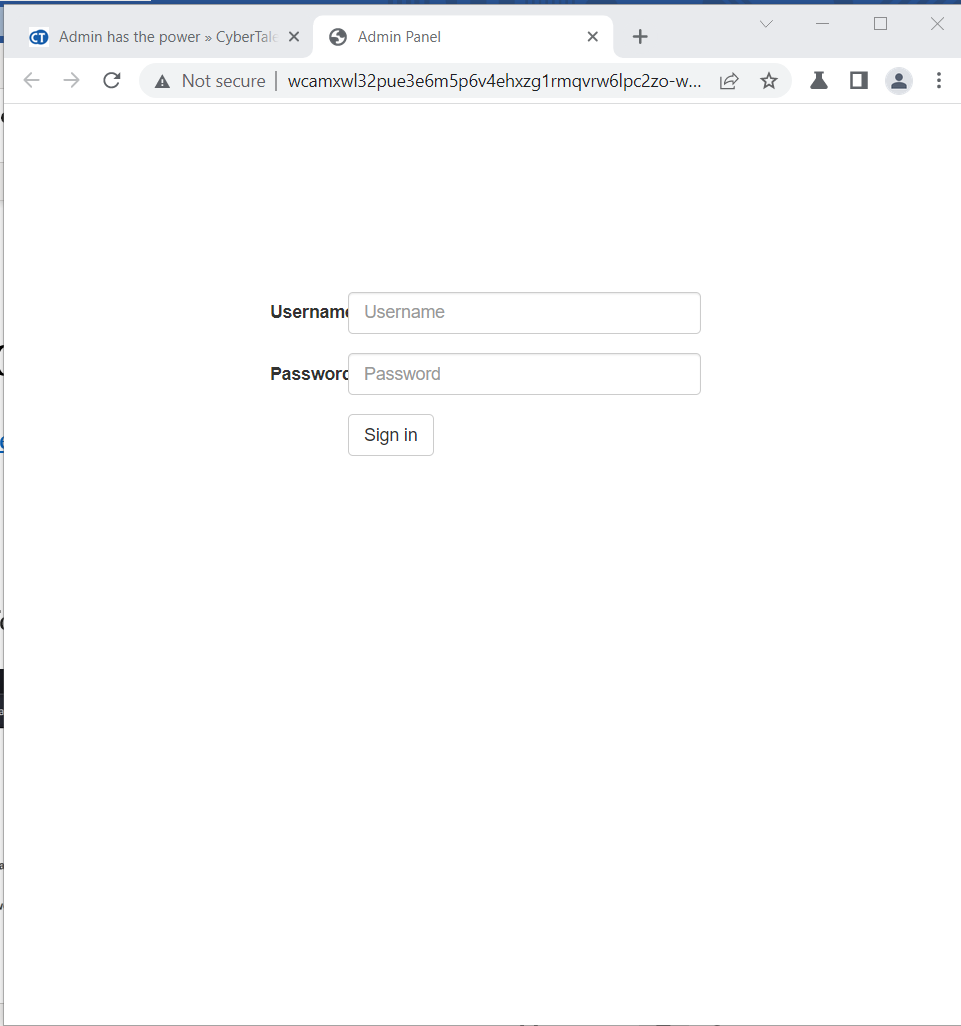 Admin has the power » CyberTale
Admin Panel
Not secure | wcamxwl32pue3e6m5p6v4ehxzg1rmqvrw6lpc2zo-w...
Username Username
Password Password
Sign in